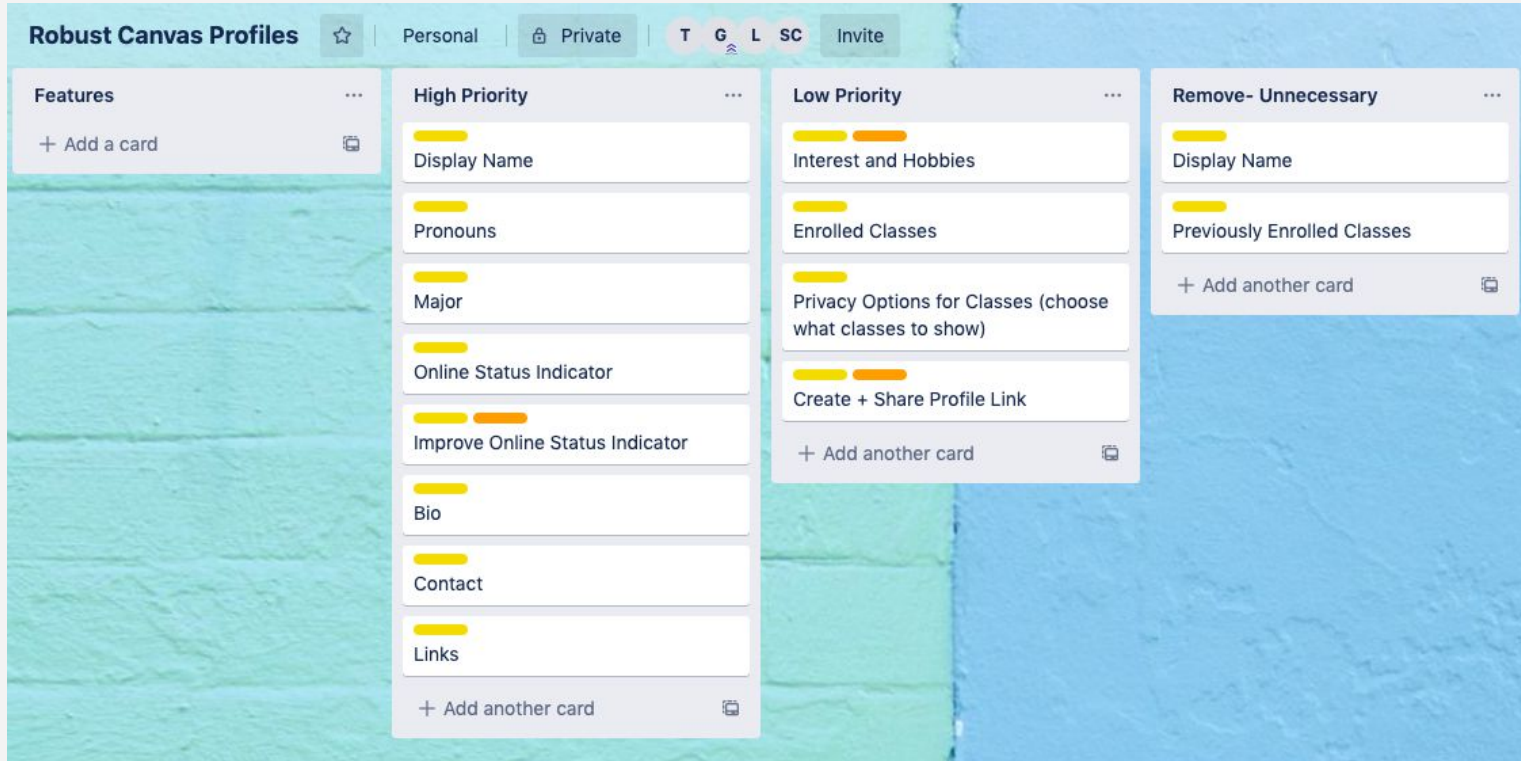 Robust Canvas Profiles Personal Private T G L SC Invite
Features
+ Add a card
High Priority
Display Name
Pronouns
Major
Online Status Indicator
Improve Online Status Indicator
Bio
Contact
Links
+ Add another card
Low Priority
Interest and Hobbies
Enrolled Classes
Privacy Options for Classes (choose
what classes to show)
Create + Share Profile Link
+ Add another card
Remove- Unnecessary
Display Name
Previously Enrolled Classes
+ Add another card